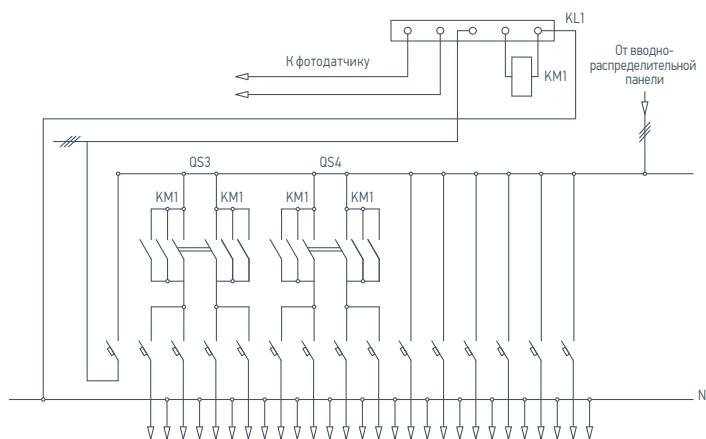 KL1
К фотодатчику
KM1
От вводно-
распределительной
панели
QS3
QS4
KM1
KM1
KM1
KM1
N